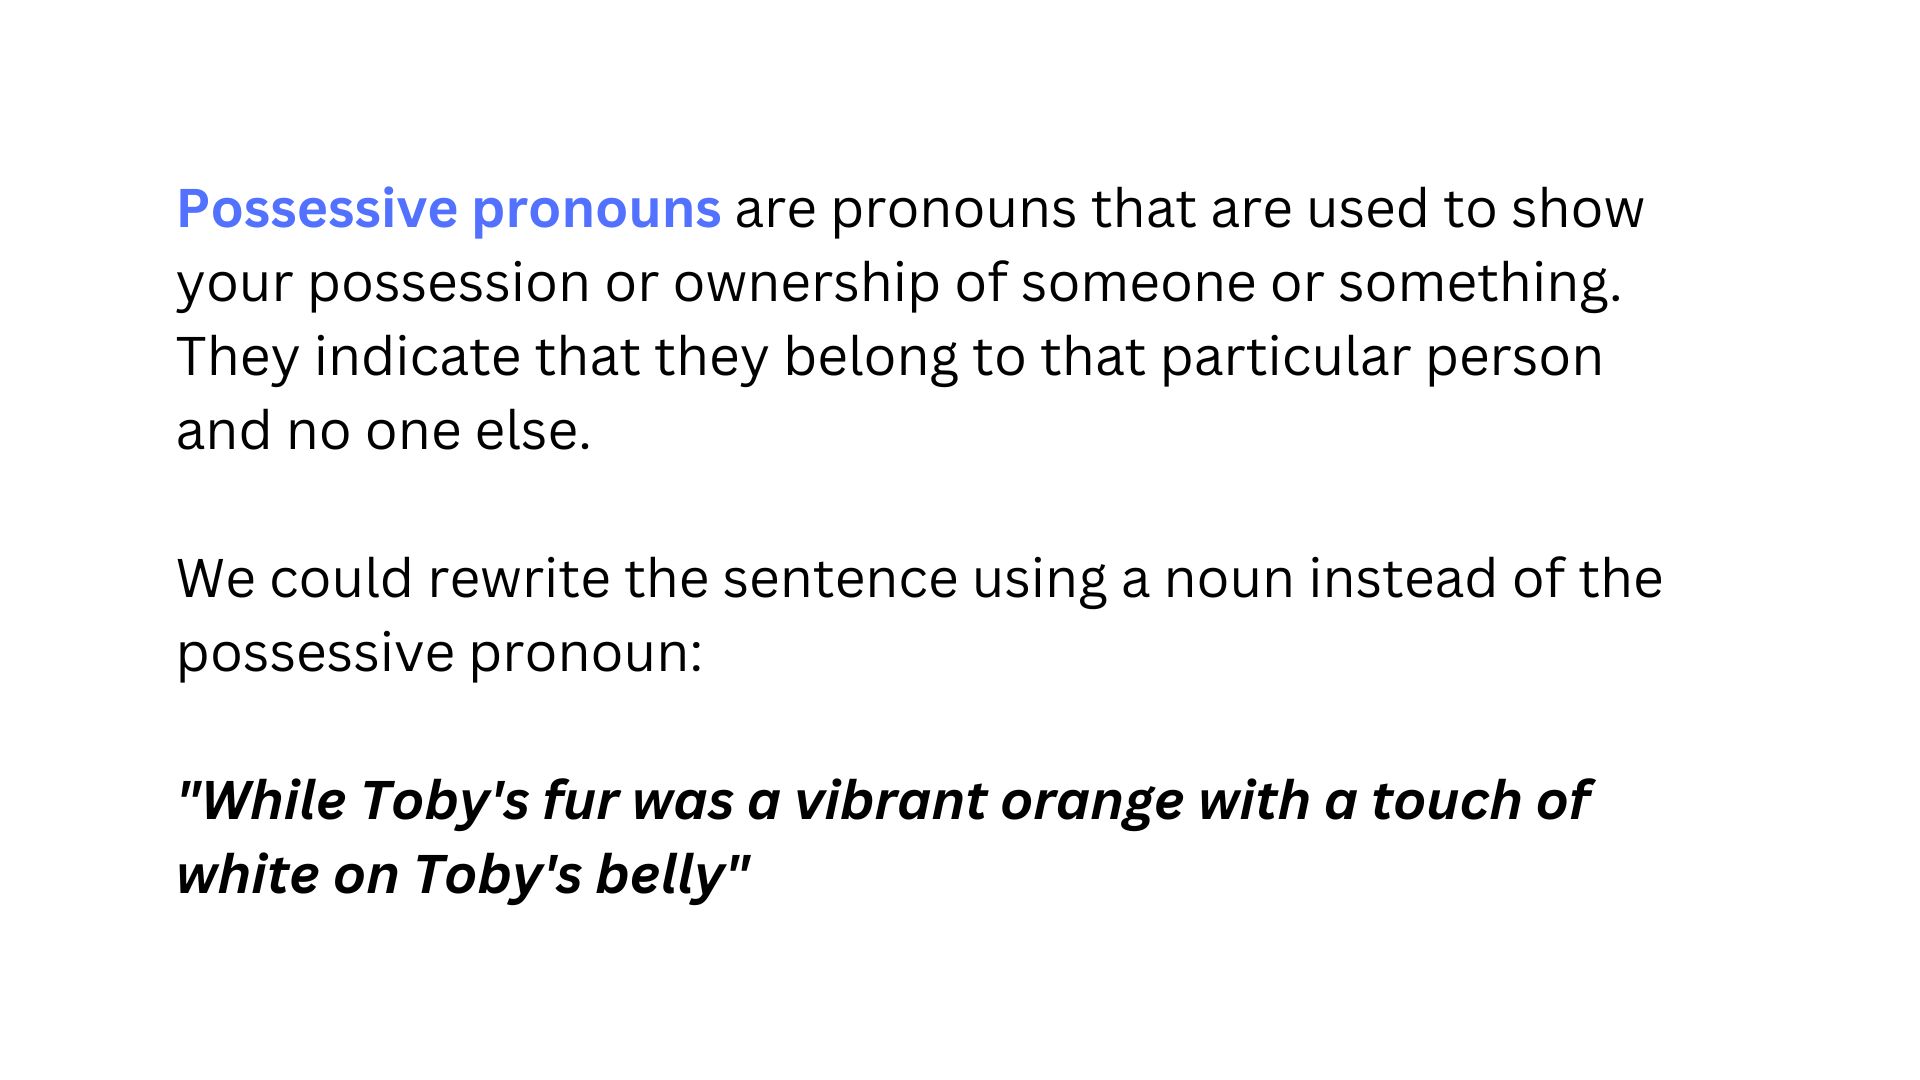 Possessive pronouns are pronouns that are used to show
your possession or ownership of someone or something.
They indicate that they belong to that particular person
and no one else.
We could rewrite the sentence using a noun instead of the
possessive pronoun:
"While Toby's fur was a vibrant orange with a touch of
white on Toby's belly"